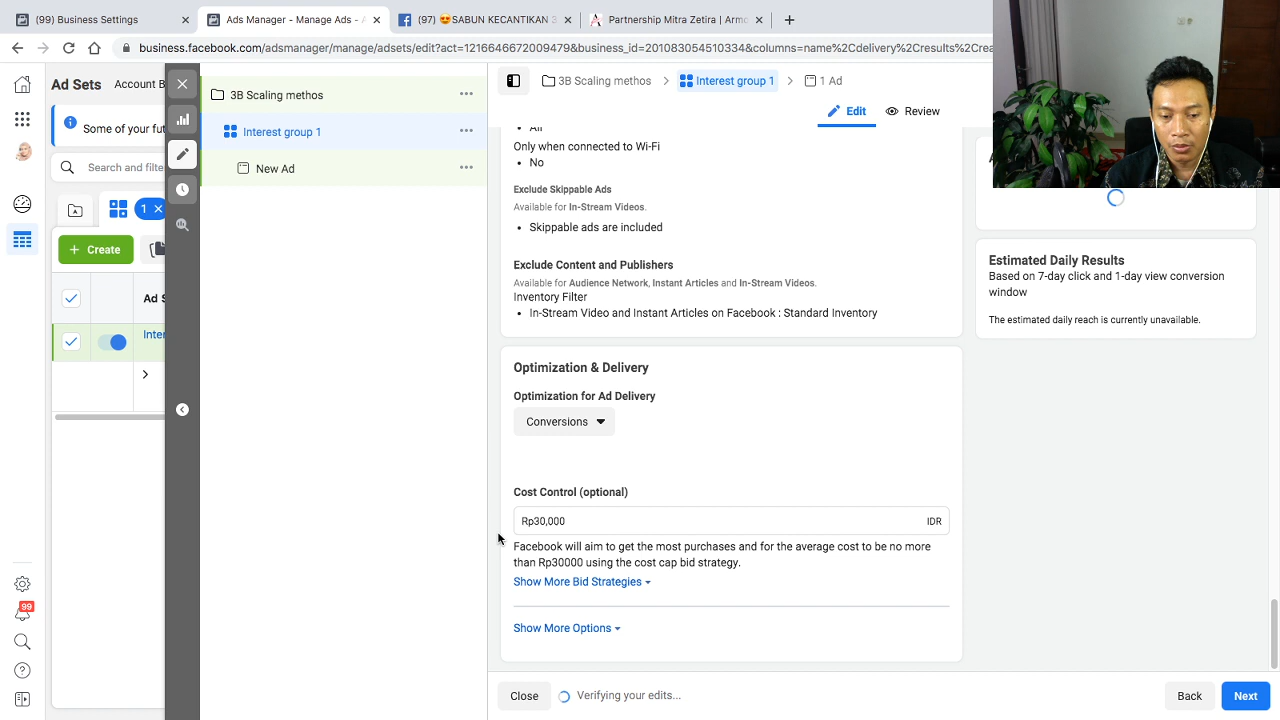 (99) Business Settings
Ads Manager - Manage Ads - A
(97) 😍SABUN KECANTIKAN 3
Partnership Mitra Zetira | Armo
business.facebook.com/adsmanager/manage/adsets/edit?act=1216646672009479&business_id=201083054510334&columns=name%2Cdelivery%2Cresults%2Crea
Ad Sets
Account B
Some of your fut
Search and filte
1
Create
Ad S
Inter
99
3B Scaling methos
Interest group 1
New Ad
3B Scaling methos
Interest group 1
1 Ad
Edit
Review
All
Only when connected to Wi-Fi
• No
Exclude Skippable Ads
Available for In-Stream Videos.
• Skippable ads are included
Exclude Content and Publishers
Available for Audience Network, Instant Articles and In-Stream Videos.
Inventory Filter
• In-Stream Video and Instant Articles on Facebook : Standard Inventory
Optimization & Delivery
Optimization for Ad Delivery
Conversions
Cost Control (optional)
Rp30,000
IDR
Facebook will aim to get the most purchases and for the average cost to be no more
than Rp30000 using the cost cap bid strategy.
Show More Bid Strategies
Show More Options
Close
Verifying your edits...
Back
Next
Estimated Daily Results
Based on 7-day click and 1-day view conversion
window
The estimated daily reach is currently unavailable.